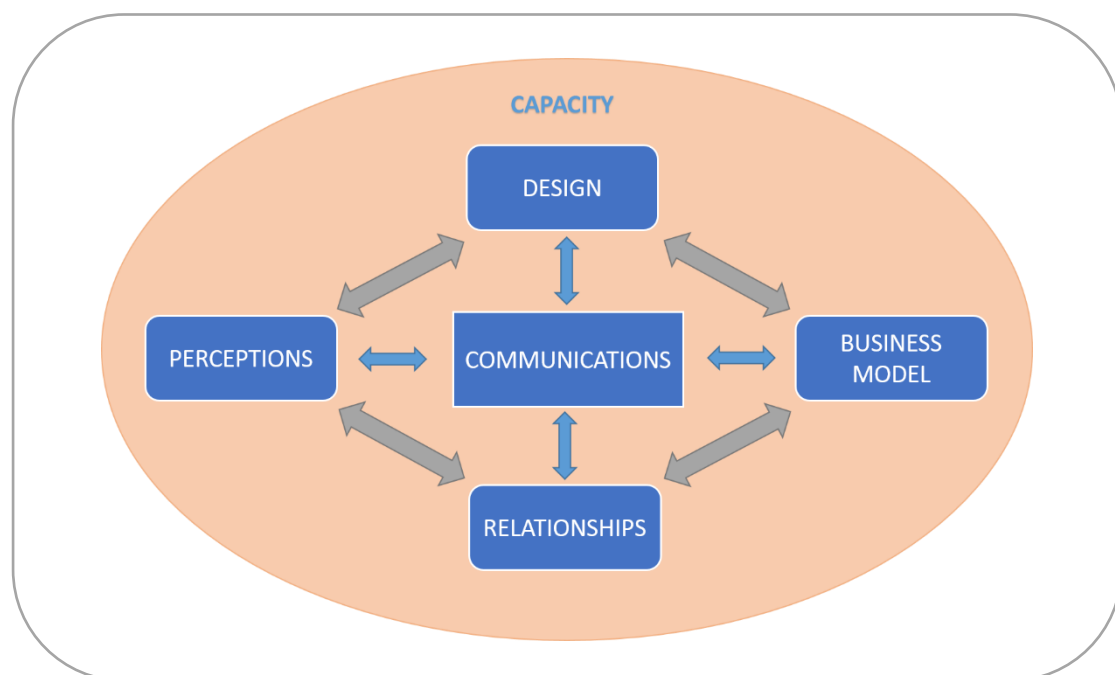 CAPACITY
DESIGN
PERCEPTIONS
COMMUNICATIONS
BUSINESS
MODEL
RELATIONSHIPS